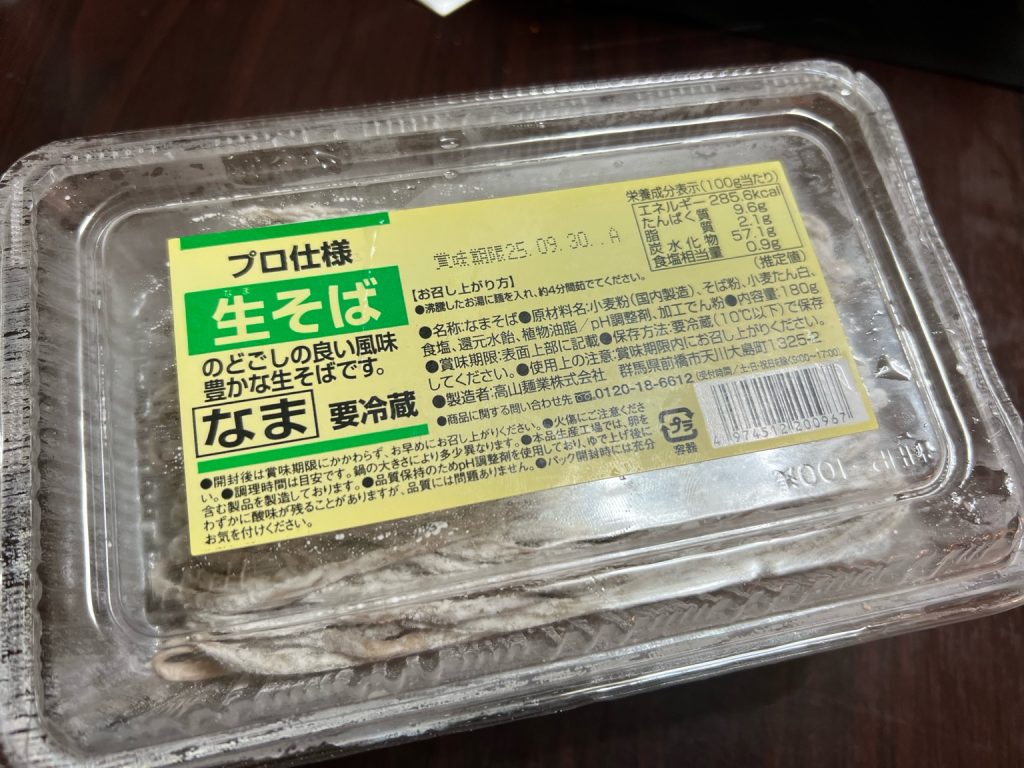 プロ仕様
なま
生そば
のどごしの良い風味
豊かな生そばです。
なま 要冷蔵
賞味期限25.09.30..A
栄養成分表示(100g当たり)
エネルギー 285.6kcal
たんぱく質 9.6g
脂質 2.1g
炭水化物 57.1g
食塩相当量 0.9g
(推定値)
【お召し上がり方】
●沸騰したお湯に麺を入れ、約4分間茹でてください。
●名称:なまそば●原材料名:小麦粉(国内製造)、そば粉、小麦たん白、
食塩、還元水飴、植物油脂/pH調整剤、加工でん粉●内容量:180g
●賞味期限:表面上部に記載●保存方法:要冷蔵(10℃以下)で保存
してください。●使用上の注意:賞味期限内にお召し上がりください。
●製造者:高山麺業株式会社 群馬県前橋市天川大島町1325-2
●商品に関する問い合わせ先 0120-18-6612 (受付時間/土・日・祝日を除く9:00~17:00)
●開封後は賞味期限にかかわらず、お早めにお召し上がりください。●火傷にご注意くださ
い。●調理時間は目安です。鍋の大きさにより多少異なります。●本品生産工場では、卵を
含む製品を製造しております。●品質保持のためpH調整剤を使用しており、ゆで上げ後に
わずかに酸味が残ることがありますが、品質には問題ありません。●パック開封時には充分
お気を付けください。
プラ
容器
4974512200967